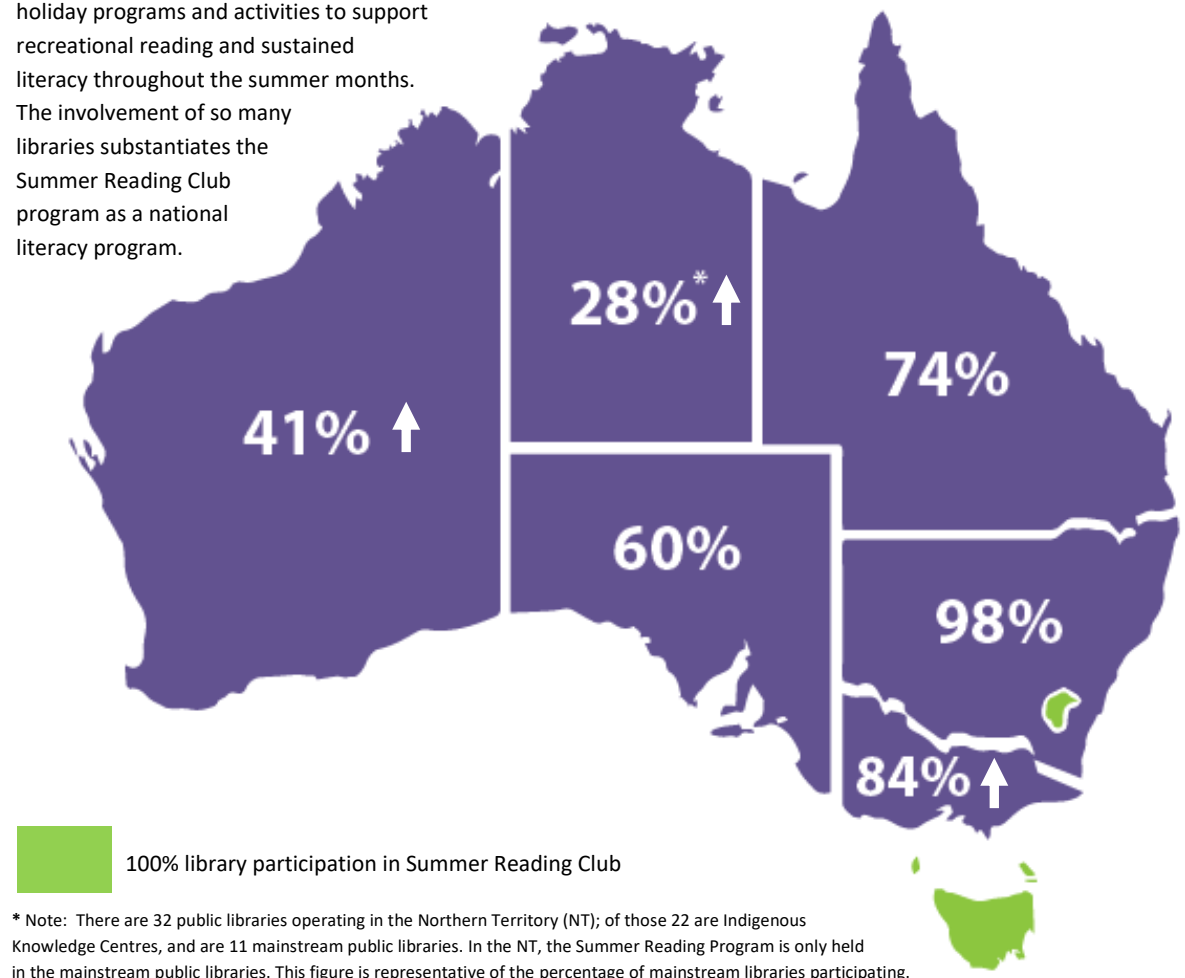 holiday programs and activities to support
recreational reading and sustained
literacy throughout the summer months.
The involvement of so many
libraries substantiates the
Summer Reading Club
program as a national
literacy program.
28%*
74%
41%
60%
98%
84%
100% library participation in Summer Reading Club
* Note: There are 32 public libraries operating in the Northern Territory (NT); of those 22 are Indigenous
Knowledge Centres, and are 11 mainstream public libraries. In the NT, the Summer Reading Program is only held
in the mainstream public libraries. This figure is representative of the percentage of mainstream libraries participating.